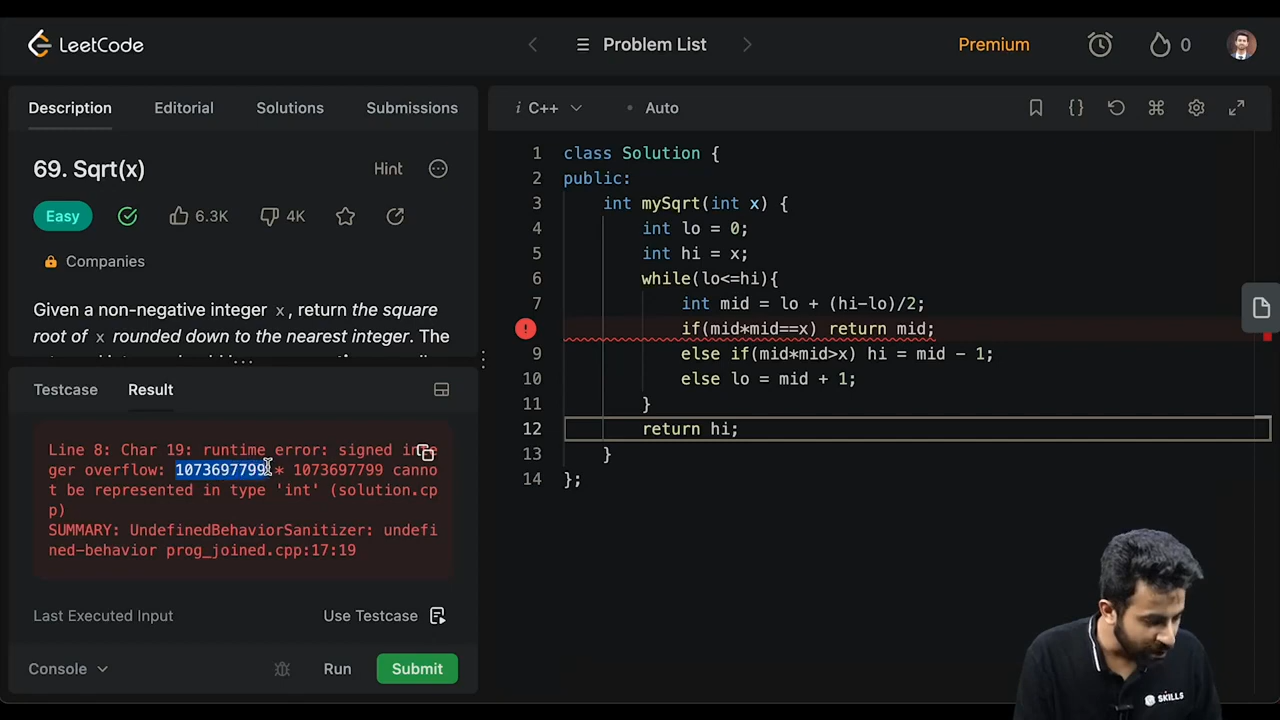 LeetCode
Problem List
Premium
0
Description
Editorial
Solutions
Submissions
i C++
Auto
{}
69. Sqrt(x)
Hint
Easy
6.3K
4K
Companies
Given a non-negative integer x, return the square
root of x rounded down to the nearest integer. The
Testcase
Result
Line 8: Char 19: runtime error: signed inte
ger overflow: 1073697799 * 1073697799 canno
t be represented in type 'int' (solution.cp
p)
SUMMARY: UndefinedBehaviorSanitizer: undefi
ned-behavior prog_joined.cpp:17:19
Last Executed Input
Use Testcase
Console
Run
Submit
1 class Solution {
2 public:
3 int mySqrt(int x) {
4 int lo = 0;
5 int hi = x;
6 while(lo<=hi){
7 int mid = lo + (hi-lo)/2;
! if(mid*mid==x) return mid;
9 else if(mid*mid>x) hi = mid - 1;
10 else lo = mid + 1;
11 }
12 return hi;
13 }
14 };
SKILLS